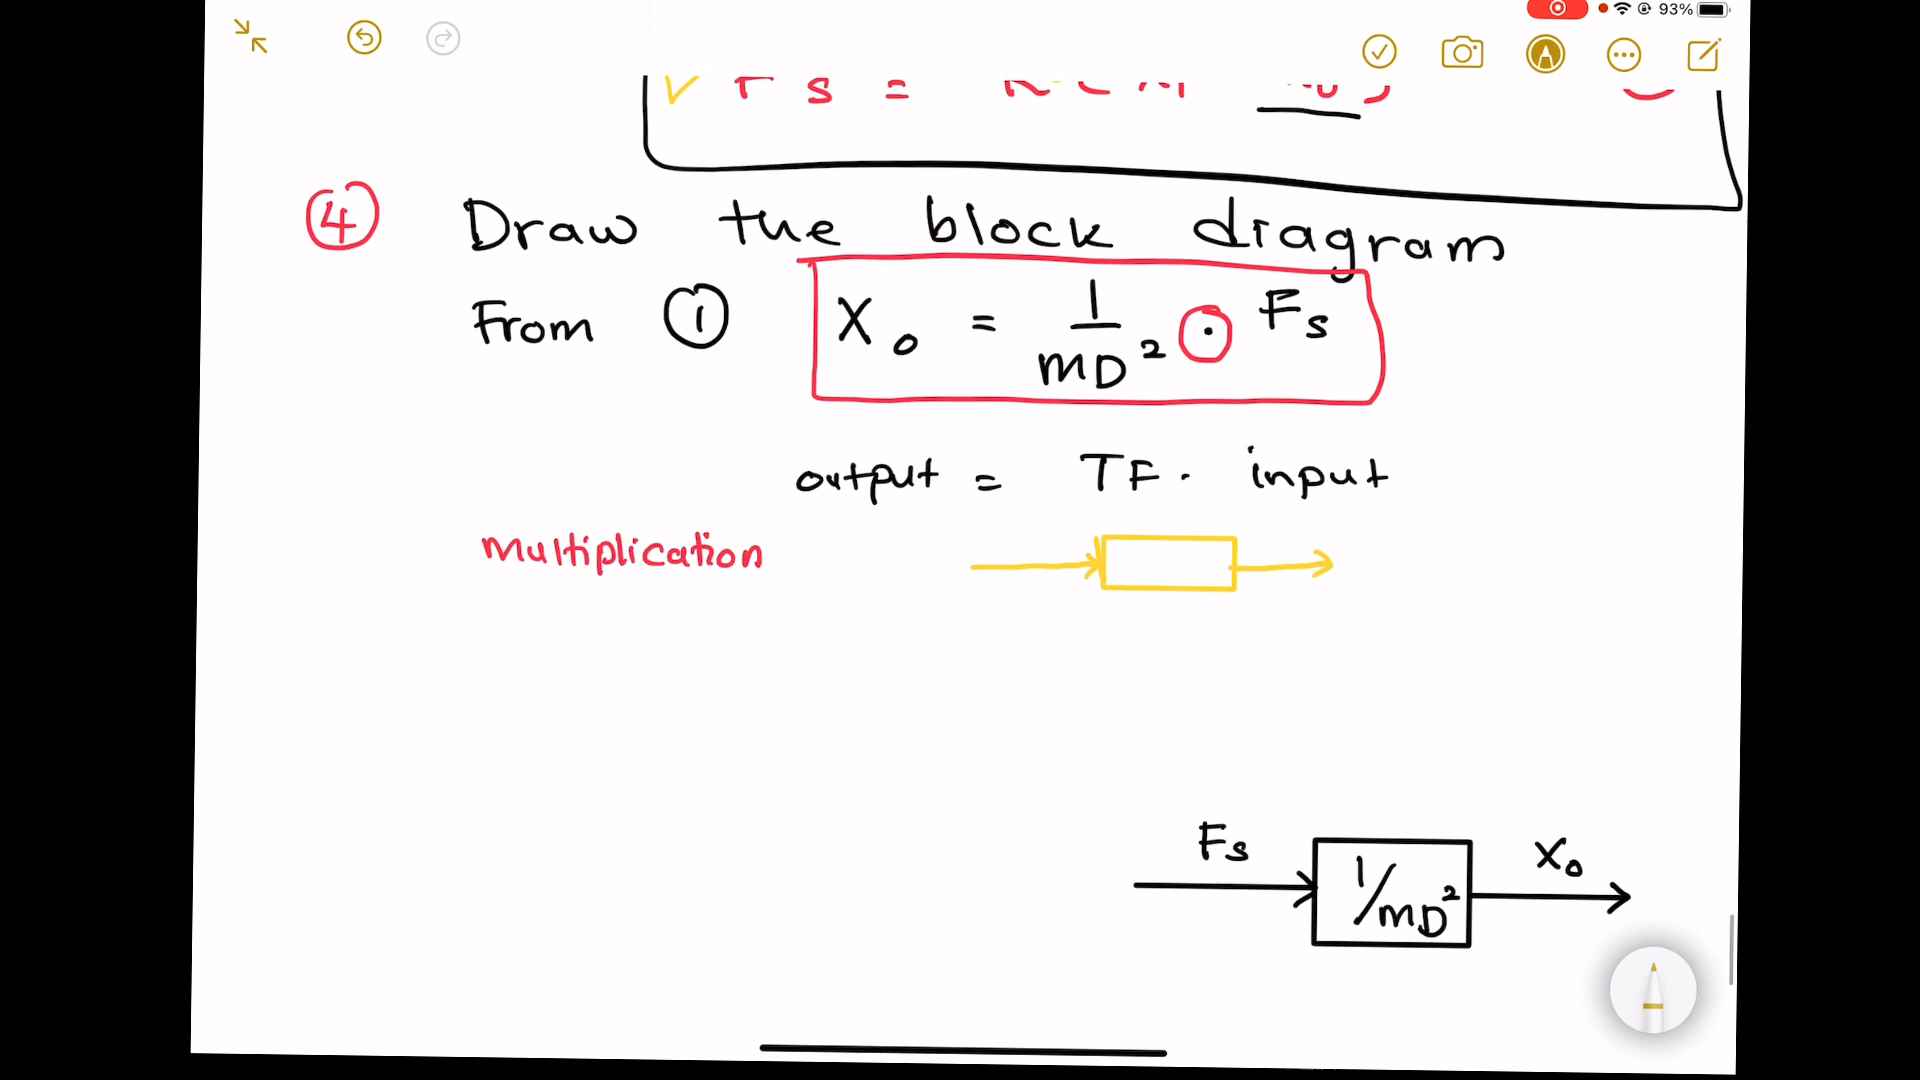 93%
④ Draw the block diagram
From ① X₀ = 1/mD² · Fs
output = TF · input
multiplication
Fs 1/mD² X₀